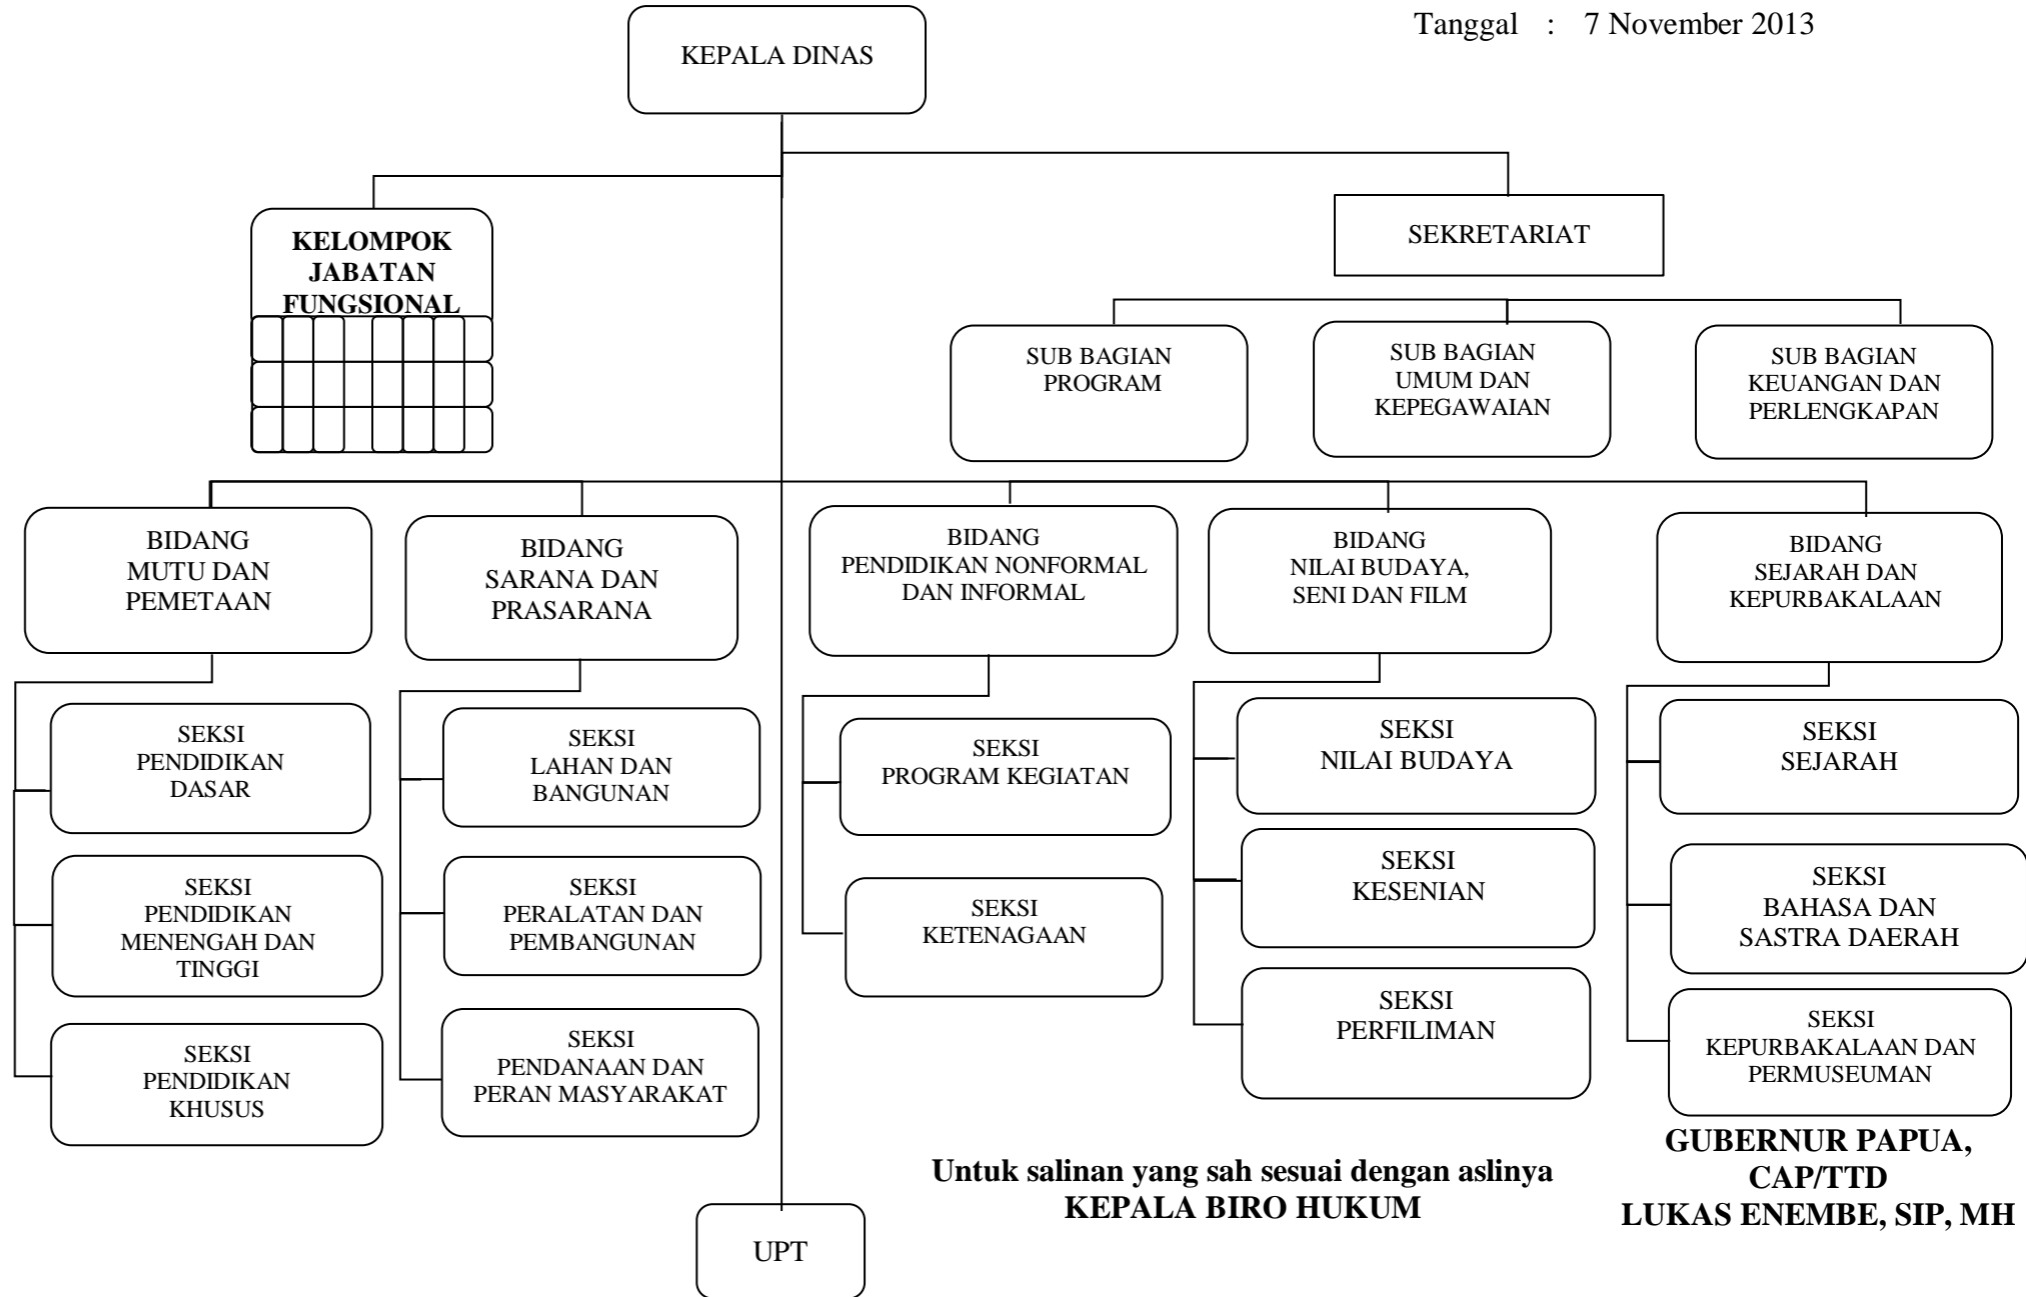 Tanggal : 7 November 2013
KEPALA DINAS
KELOMPOK
JABATAN
FUNGSIONAL
SEKRETARIAT
SUB BAGIAN
PROGRAM
SUB BAGIAN
UMUM DAN
KEPEGAWAIAN
SUB BAGIAN
KEUANGAN DAN
PERLENGKAPAN
BIDANG
MUTU DAN
PEMETAAN
BIDANG
SARANA DAN
PRASARANA
BIDANG
PENDIDIKAN NONFORMAL
DAN INFORMAL
BIDANG
NILAI BUDAYA,
SENI DAN FILM
BIDANG
SEJARAH DAN
KEPURBAKALAAN
SEKSI
PENDIDIKAN
DASAR
SEKSI
PENDIDIKAN
MENENGAH DAN
TINGGI
SEKSI
PENDIDIKAN
KHUSUS
SEKSI
LAHAN DAN
BANGUNAN
SEKSI
PERALATAN DAN
PEMBANGUNAN
SEKSI
PENDANAAN DAN
PERAN MASYARAKAT
SEKSI
PROGRAM KEGIATAN
SEKSI
KETENAGAAN
SEKSI
NILAI BUDAYA
SEKSI
KESENIAN
SEKSI
PERFILIMAN
SEKSI
SEJARAH
SEKSI
BAHASA DAN
SASTRA DAERAH
SEKSI
KEPURBAKALAAN DAN
PERMUSEUMAN
UPT
Untuk salinan yang sah sesuai dengan aslinya
KEPALA BIRO HUKUM
GUBERNUR PAPUA,
CAP/TTD
LUKAS ENEMBE, SIP, MH